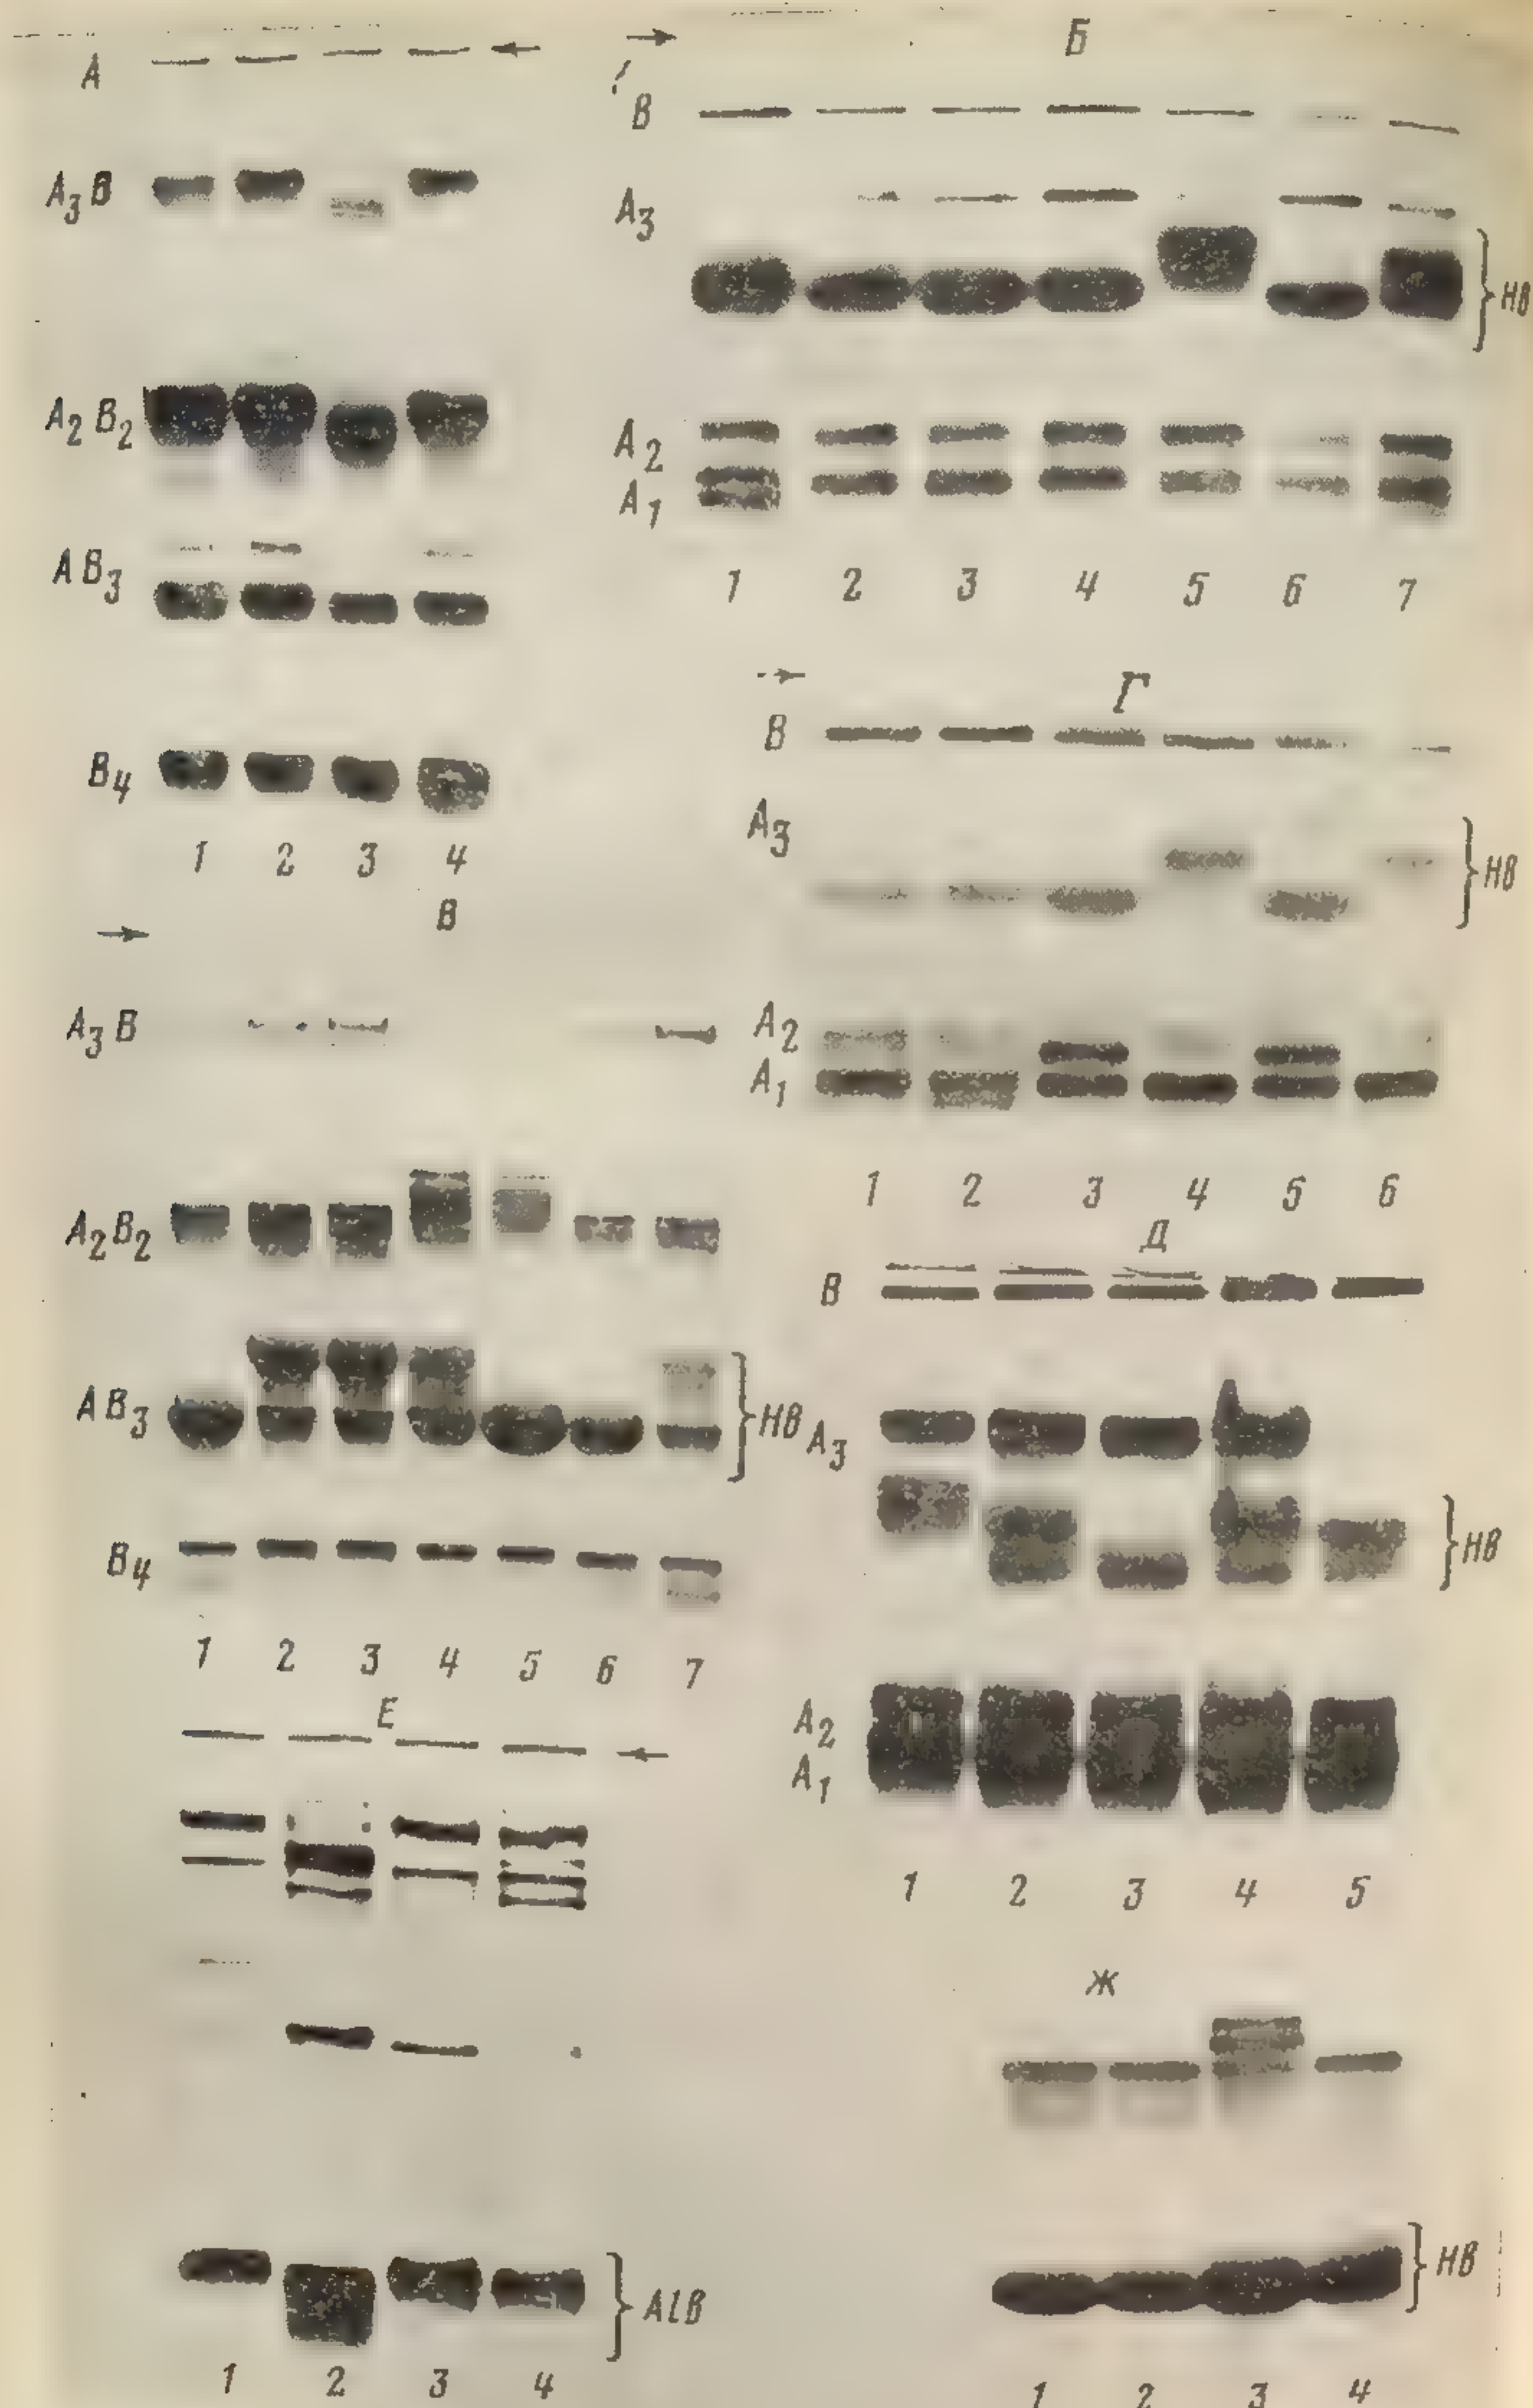 А
A₃B
A₂B₂
AB₃
B₄
1 2 3 4
Б
B
A₃
HB
A₂
A₁
1 2 3 4 5 6 7
В
A₃B
A₂B₂
AB₃
HB
B₄
1 2 3 4 5 6 7
Г
B
A₃
HB
A₂
A₁
1 2 3 4 5 6
Д
B
A₃
HB
A₂
A₁
1 2 3 4 5
Е
ALB
1 2 3 4
Ж
HB
1 2 3 4